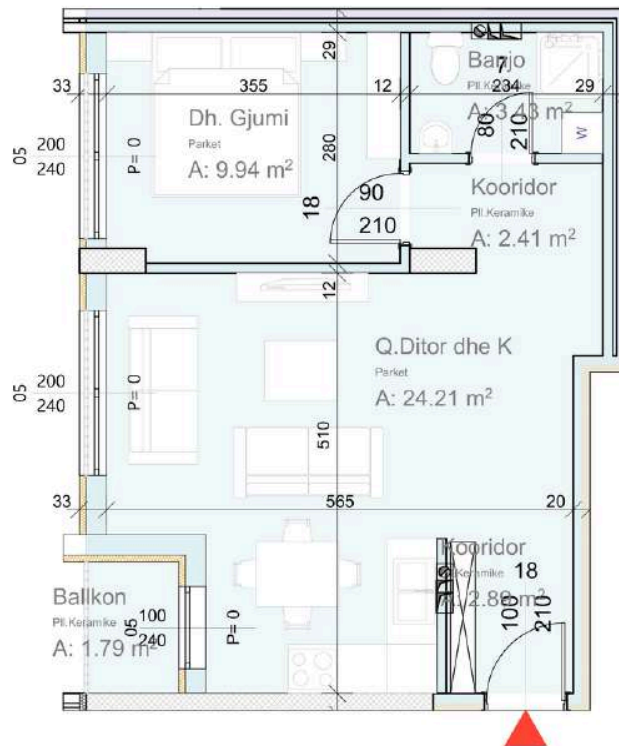 29
Banjo
7
Pll.Keramike
33
355
12
234
29
Dh. Gjumi
Parket
A: 9.94 m²
280
A: 3.43 m²
80
210
W
05
200
240
P= 0
18
90
210
Kooridor
Pll.Keramike
A: 2.41 m²
12
Q.Ditor dhe K
Parket
A: 24.21 m²
05
200
240
P= 0
510
33
565
20
Kooridor
Ballkon
Pll.Keramike
A: 1.79 m²
05
100
240
P= 0
18
100
210